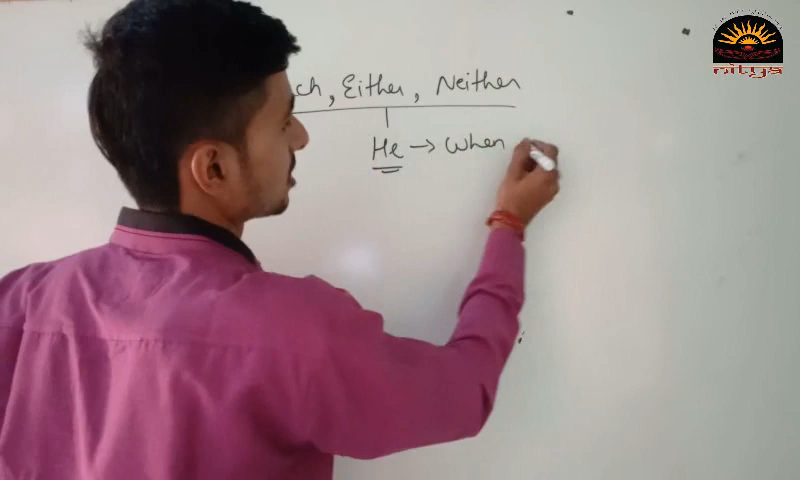 ch, Either, Neither
He → when
nitya